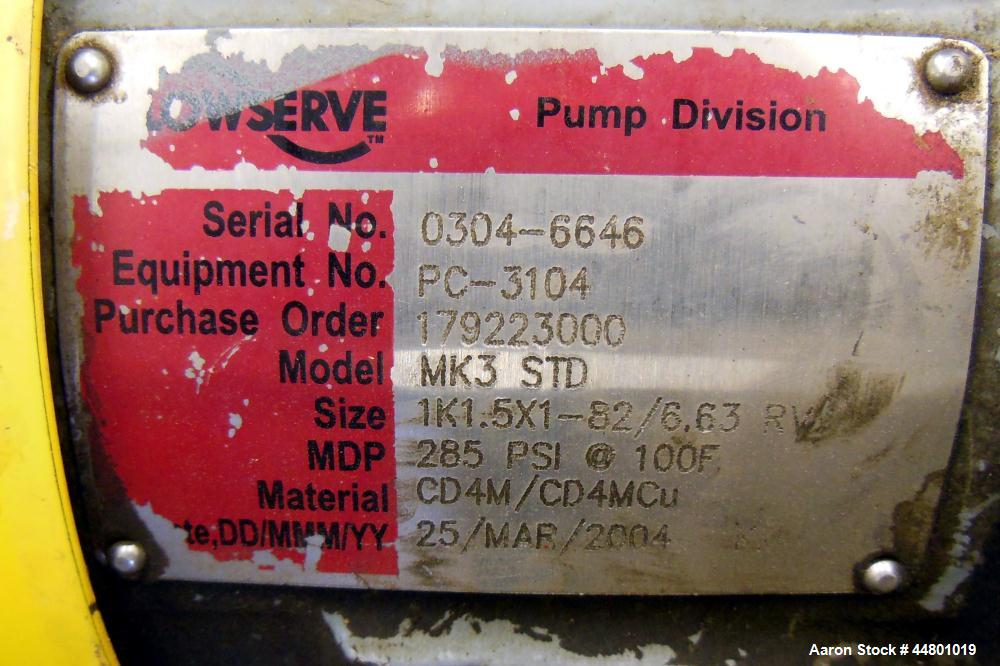 OWSERVE™ Pump Division
Serial No. 0304-6646
Equipment No. PC-3104
Purchase Order 179223000
Model MK3 STD
Size 1K1.5X1-82/6.63 RV
MDP 285 PSI @ 100F
Material CD4M/CD4MCu
te,DD/MMM/YY 25/MAR/2004
Aaron Stock # 44801019